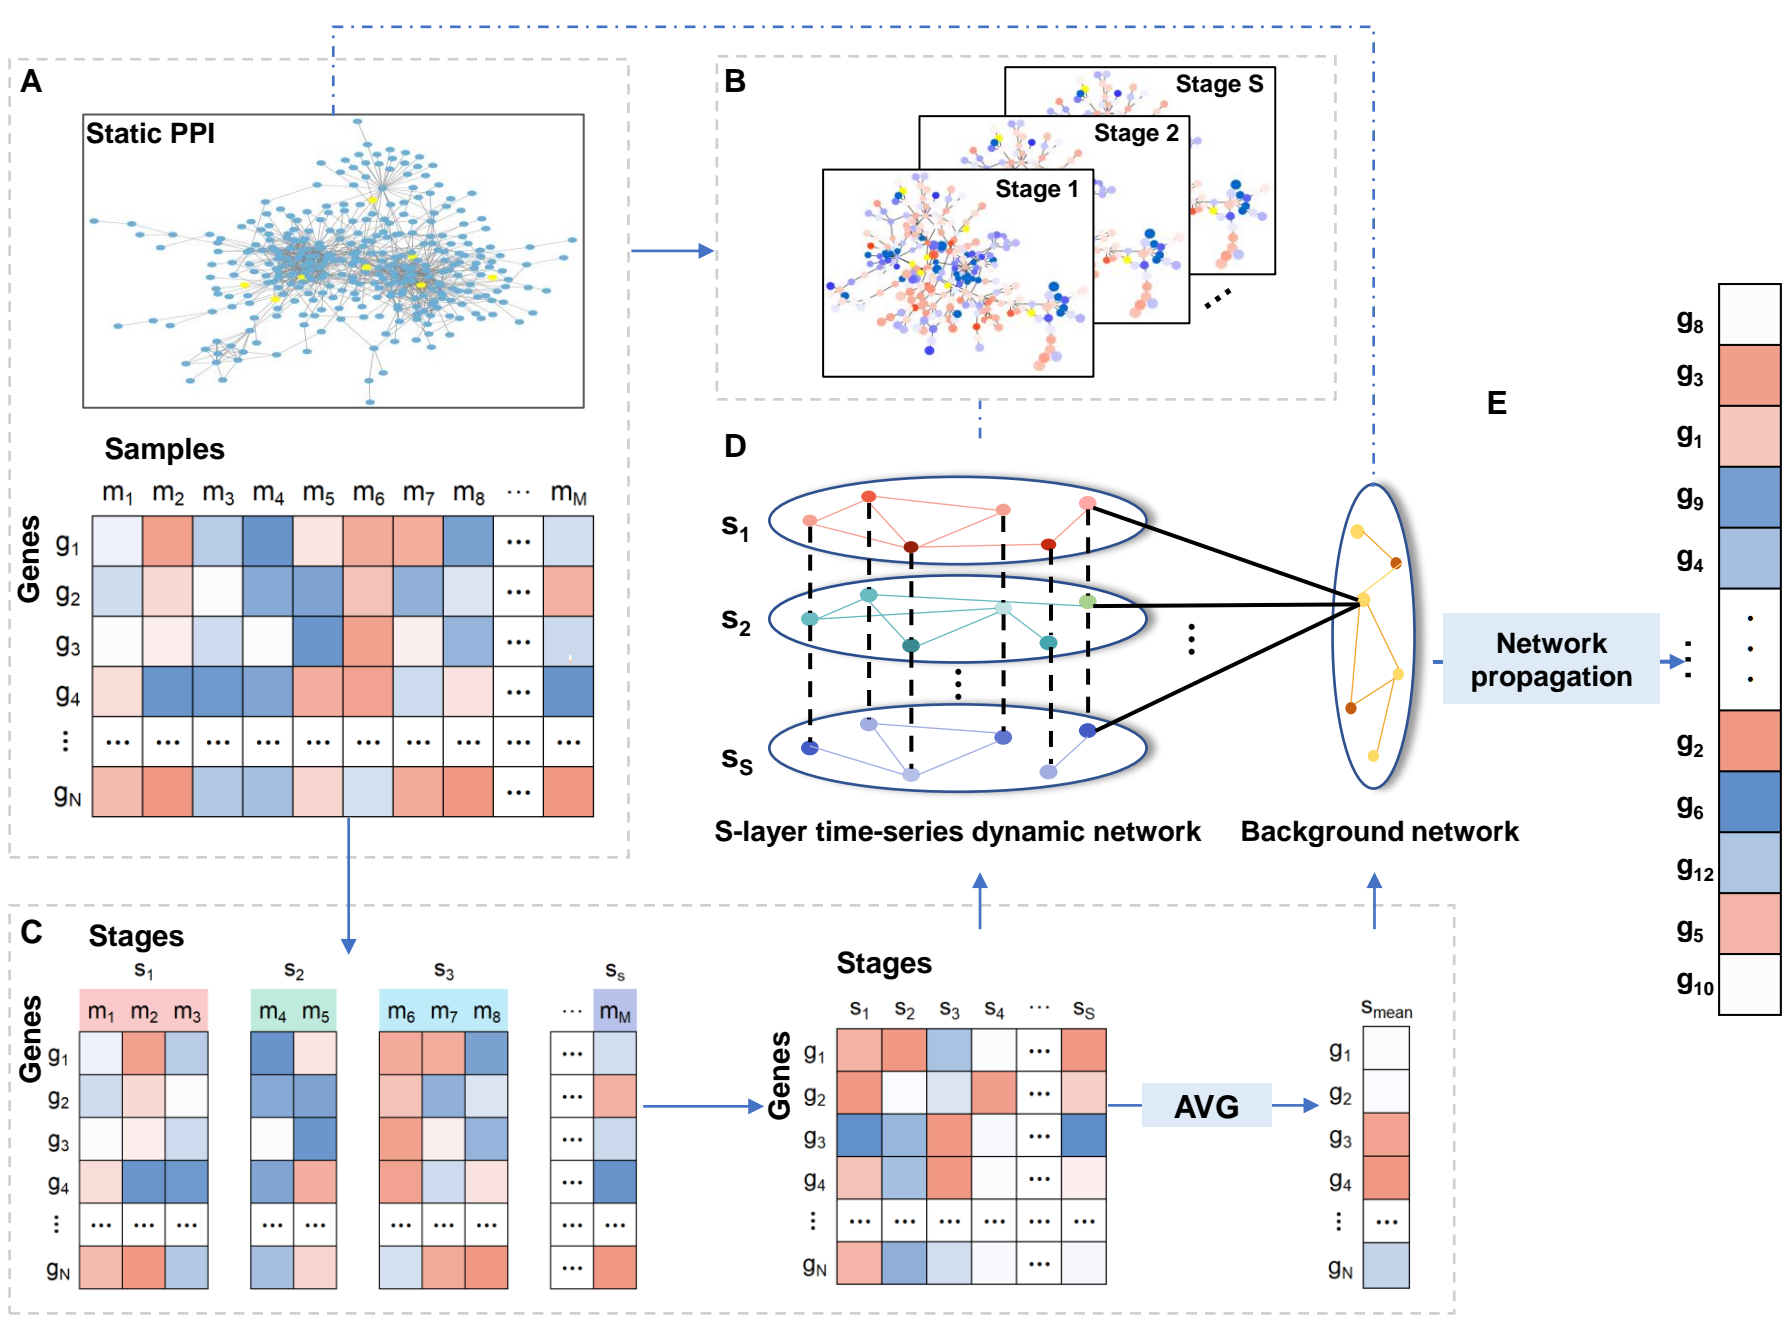 A
Static PPI
Samples
m1 m2 m3 m4 m5 m6 m7 m8 ⋯ mM
Genes
g1 ⋯
g2 ⋯
g3 ⋯
g4 ⋯
⋮ ⋯ ⋯ ⋯ ⋯ ⋯ ⋯ ⋯ ⋯ ⋯ ⋯
gN ⋯
B
Stage S
Stage 2
Stage 1
⋯
C
Stages
s1 s2 s3 ss
m1 m2 m3 m4 m5 m6 m7 m8 ⋯ mM
Genes
g1 ⋯
g2 ⋯
g3 ⋯
g4 ⋯
⋮ ⋯ ⋯ ⋯ ⋯ ⋯ ⋯ ⋯ ⋯ ⋯ ⋯
gN ⋯
Stages
s1 s2 s3 s4 ⋯ sS
Genes
g1 ⋯
g2 ⋯
g3 ⋯
g4 ⋯
⋮ ⋯ ⋯ ⋯ ⋯ ⋯ ⋯
gN ⋯
AVG
smean
g1
g2
g3
g4
⋮ ⋯
gN
D
s1
s2
⋮
⋮
sS
S-layer time-series dynamic network
Background network
Network
propagation
E
g8
g3
g1
g9
g4
⋮ ⋮
g2
g6
g12
g5
g10